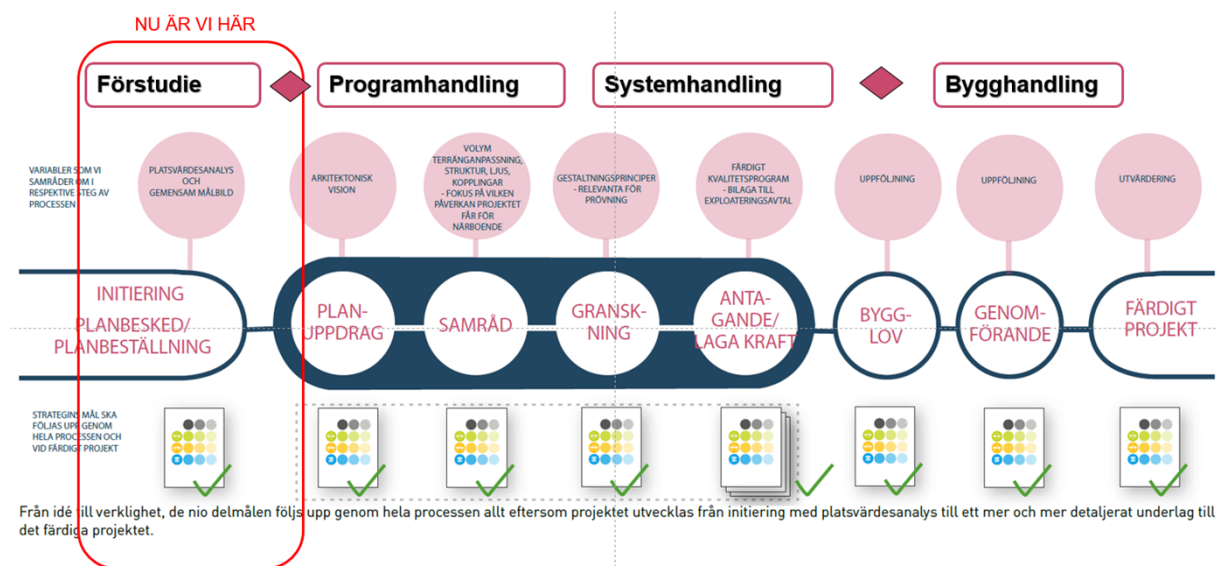 NU ÄR VI HÄR
Förstudie
Programhandling
Systemhandling
Bygghandling
VARIABLER SOM VI
SAMRÅDER OM I
RESPEKTIVE STEG AV
PROCESSEN
PLATSVÄRDESANALYS
OCH
GEMENSAM MÅLBILD
ARKITEKTONISK
VISION
VOLYM
TERRÄNGANPASSNING,
STRUKTUR, LJUS,
KOPPLINGAR
- FOKUS PÅ VILKEN
PÅVERKAN PROJEKTET
FÅR FÖR
NÄRBOENDE
GESTALTNINGSPRINCIPER
- RELEVANTA FÖR
PRÖVNING
FÄRDIGT
KVALITETSPROGRAM
- BILAGA TILL
EXPLOATERINGSAVTAL
UPPFÖLJNING
UPPFÖLJNING
UTVÄRDERING
INITIERING
PLANBESKED/
PLANBESTÄLLNING
PLAN-
UPPDRAG
SAMRÅD
GRANSK-
NING
ANTA-
GANDE/
LAGA KRAFT
BYGG-
LOV
GENOM-
FÖRANDE
FÄRDIGT
PROJEKT
STRATEGINS MÅL SKA
FÖLJAS UPP GENOM
HELA PROCESSEN OCH
VID FÄRDIGT PROJEKT
Från idé till verklighet, de nio delmålen följs upp genom hela processen allt eftersom projektet utvecklas från initiering med platsvärdesanalys till ett mer och mer detaljerat underlag till
det färdiga projektet.